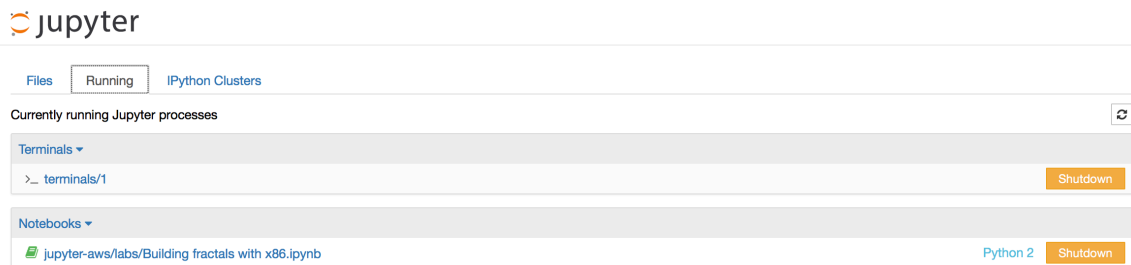 jupyter
Files Running IPython Clusters
Currently running Jupyter processes
Terminals
>_ terminals/1 Shutdown
Notebooks
jupyter-aws/labs/Building fractals with x86.ipynb Python 2 Shutdown